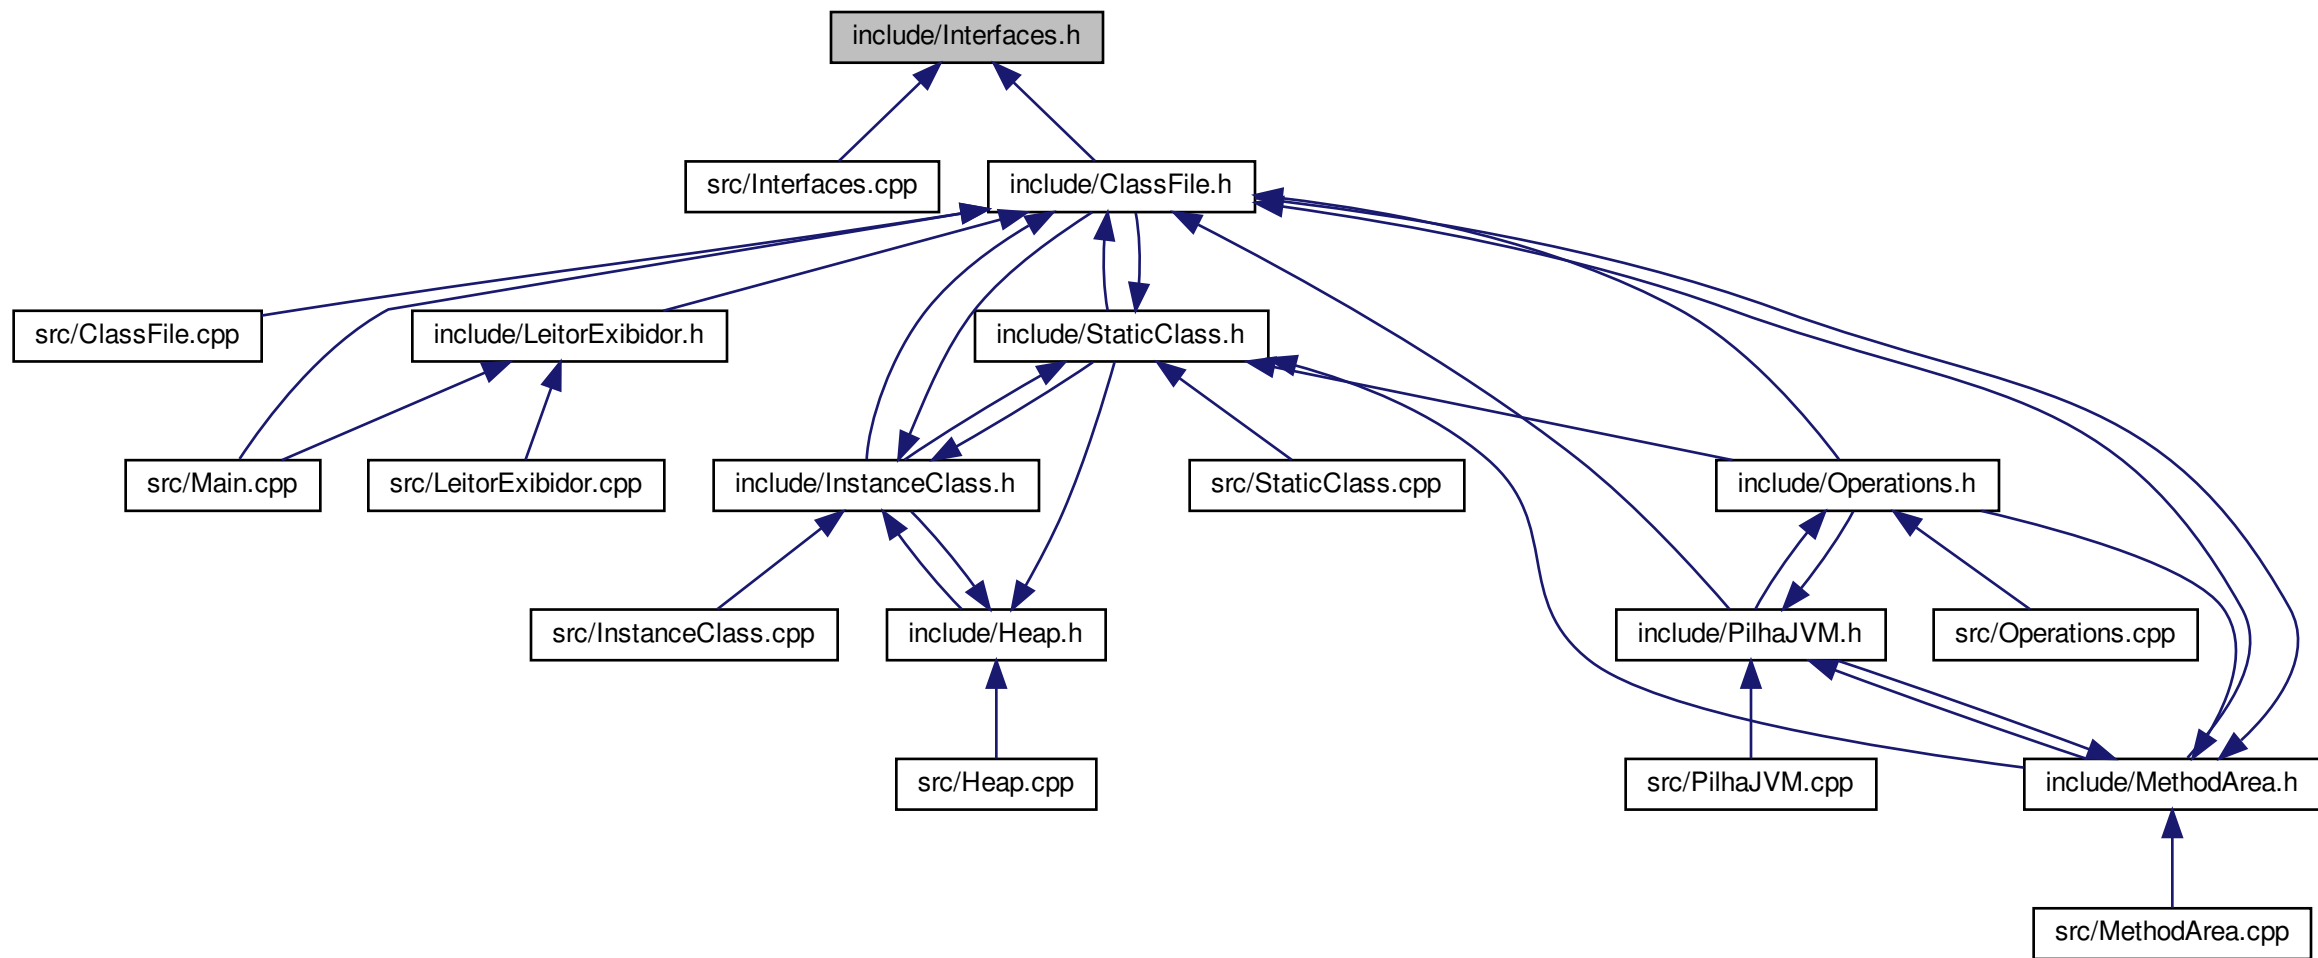 include/Interfaces.h
src/Interfaces.cpp
include/ClassFile.h
src/ClassFile.cpp
include/LeitorExibidor.h
include/StaticClass.h
src/Main.cpp
src/LeitorExibidor.cpp
include/InstanceClass.h
src/StaticClass.cpp
include/Operations.h
src/InstanceClass.cpp
include/Heap.h
include/PilhaJVM.h
src/Operations.cpp
src/Heap.cpp
src/PilhaJVM.cpp
include/MethodArea.h
src/MethodArea.cpp